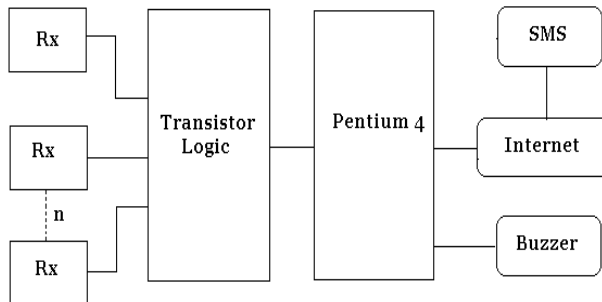 Rx
Rx
n
Rx
Transistor
Logic
Pentium 4
SMS
Internet
Buzzer